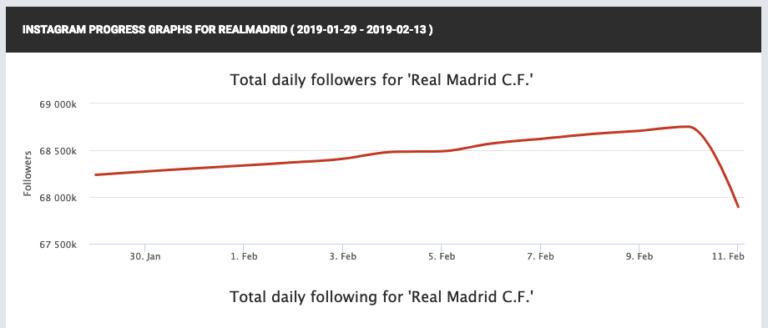 INSTAGRAM PROGRESS GRAPHS FOR REALMADRID ( 2019-01-29 - 2019-02-13 )
Total daily followers for 'Real Madrid C.F.'
69 000k
68 500k
68 000k
67 500k
Followers
30. Jan 1. Feb 3. Feb 5. Feb 7. Feb 9. Feb 11. Feb
Total daily following for 'Real Madrid C.F.'